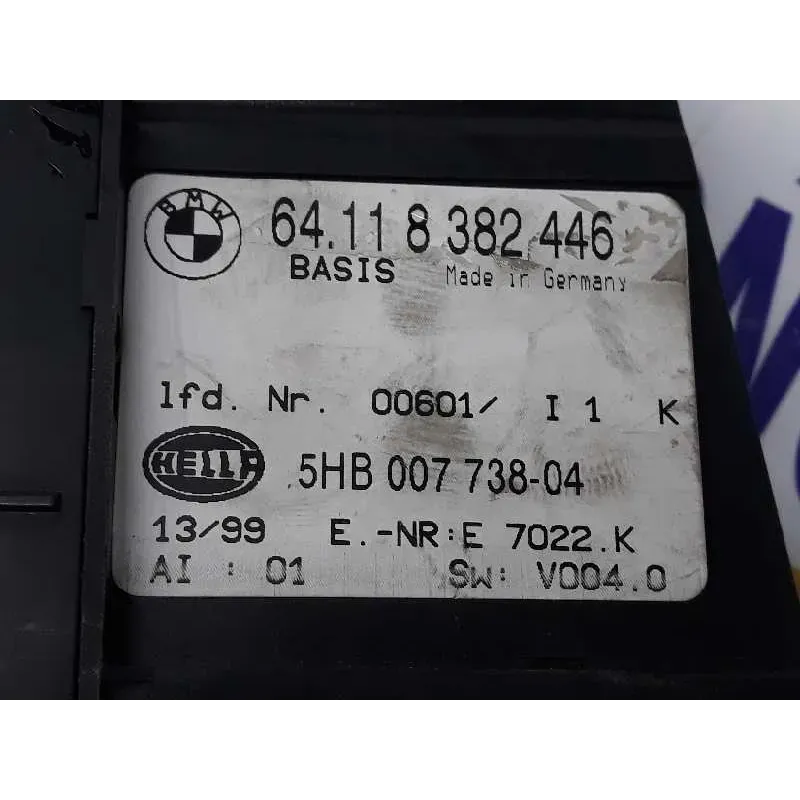 BMW
64.11 8 382 446
BASIS Made in Germany
lfd. Nr. 00601/ I 1 K
HELLA 5HB 007 738-04
13/99 E.-NR:E 7022.K
AI : 01 SW: V004.0